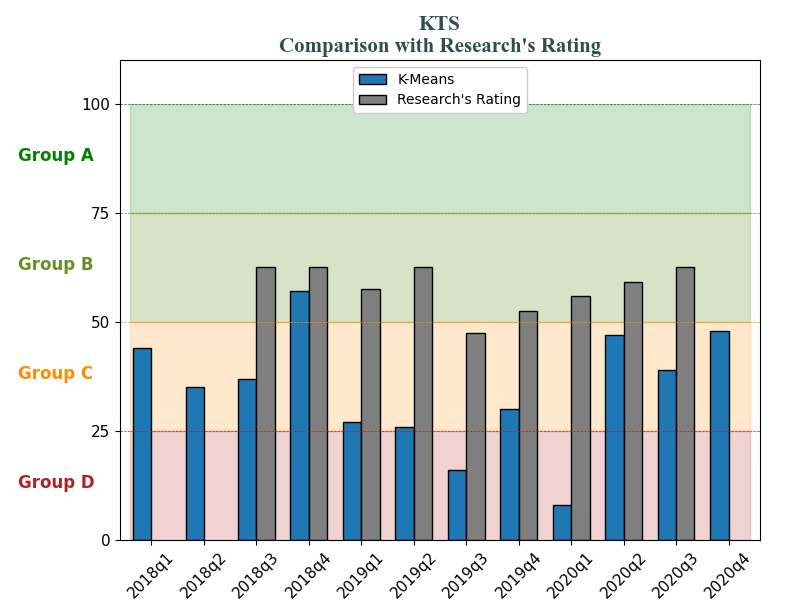 KTS
Comparison with Research's Rating
K-Means
Research's Rating
100
Group A
75
Group B
50
Group C
25
Group D
0
2018q1
2018q2
2018q3
2018q4
2019q1
2019q2
2019q3
2019q4
2020q1
2020q2
2020q3
2020q4